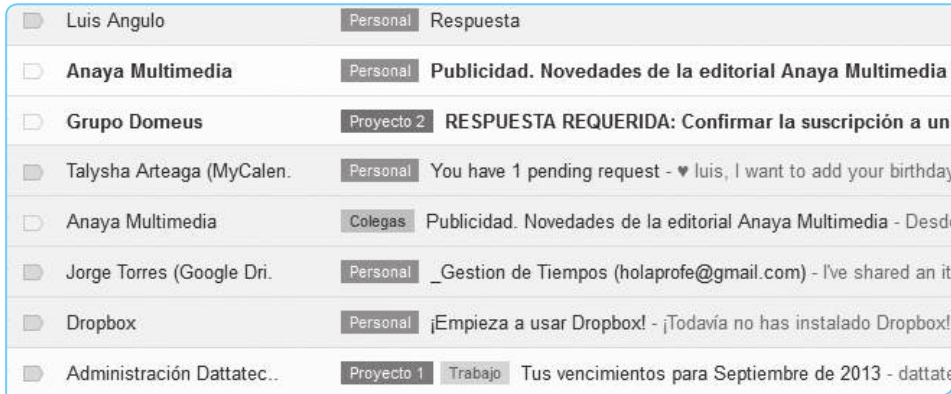 Luis Angulo Personal Respuesta
Anaya Multimedia Personal Publicidad. Novedades de la editorial Anaya Multimedia
Grupo Domeus Proyecto 2 RESPUESTA REQUERIDA: Confirmar la suscripción a un
Talysha Arteaga (MyCalen. Personal You have 1 pending request - ♥ luis, I want to add your birthday
Anaya Multimedia Colegas Publicidad. Novedades de la editorial Anaya Multimedia - Desde
Jorge Torres (Google Dri. Personal _Gestion de Tiempos (holaprofe@gmail.com) - I've shared an it
Dropbox Personal ¡Empieza a usar Dropbox! - ¡Todavía no has instalado Dropbox!
Administración Dattatec.. Proyecto 1 Trabajo Tus vencimientos para Septiembre de 2013 - dattate